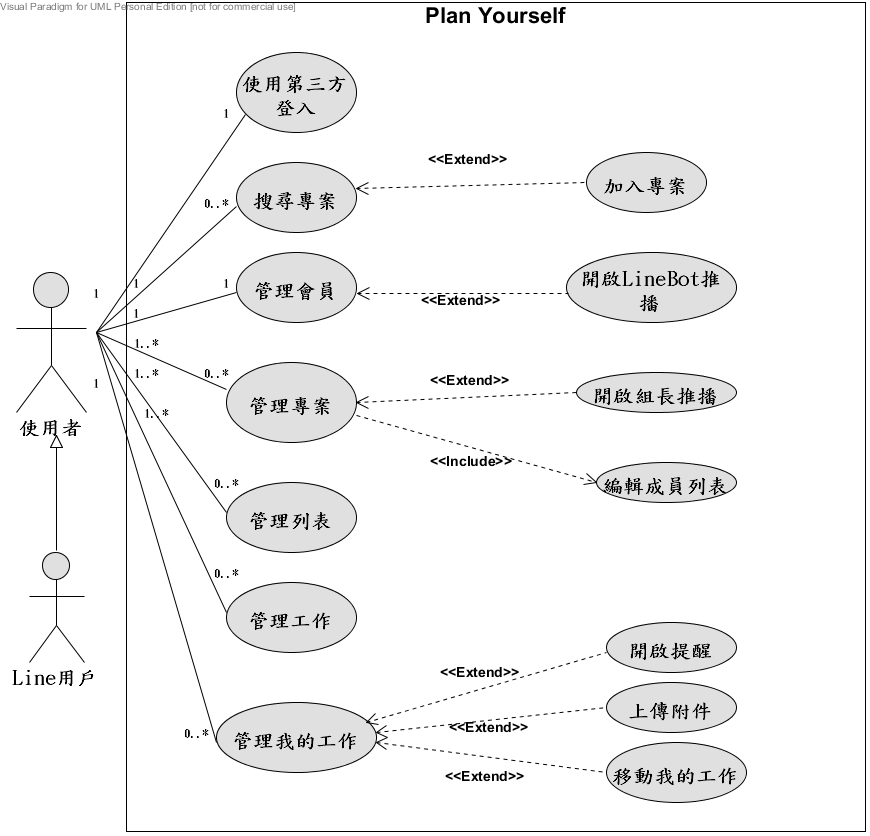 Visual Paradigm for UML Personal Edition [not for commercial use]
Plan Yourself
使用第三方
登入
1
<<Extend>>
加入專案
搜尋專案
0..*
1
1
1
管理會員
開啟LineBot推
播
<<Extend>>
1
1..*
0..*
管理專案
<<Extend>>
開啟組長推播
1..*
1
1..*
使用者
<<Include>>
編輯成員列表
0..*
管理列表
0..*
管理工作
Line用戶
<<Extend>>
開啟提醒
上傳附件
<<Extend>>
0..*
管理我的工作
<<Extend>>
移動我的工作